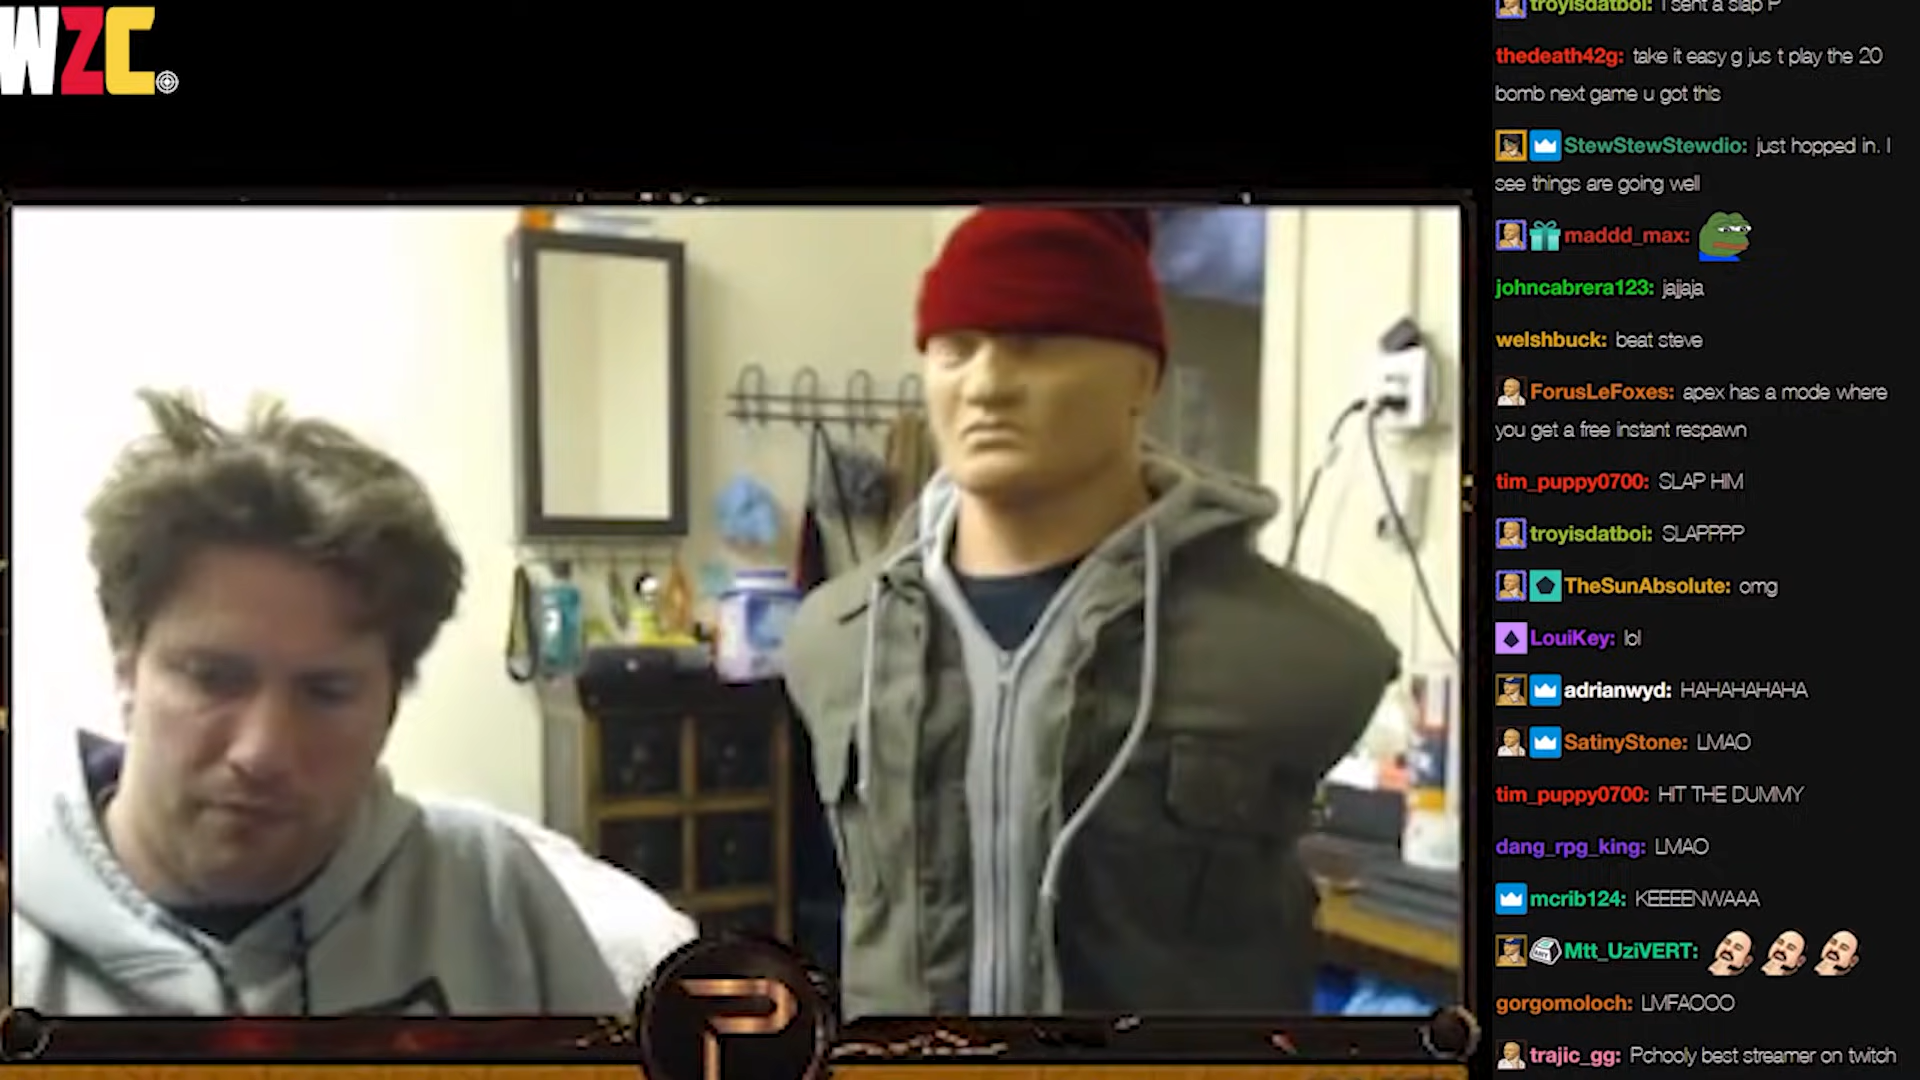 WZC
troyisdatboi: I sent a slap P
thedeath42g: take it easy g jus t play the 20
bomb next game u got this
StewStewStewdio: just hopped in. I
see things are going well
maddd_max:
johncabrera123: jajjaja
welshbuck: beat steve
ForusLeFoxes: apex has a mode where
you get a free instant respawn
tim_puppy0700: SLAP HIM
troyisdatboi: SLAPPPP
TheSunAbsolute: omg
LouiKey: lol
adrianwyd: HAHAHAHAHA
SatinyStone: LMAO
tim_puppy0700: HIT THE DUMMY
dang_rpg_king: LMAO
mcrib124: KEEEENWAAA
Mtt_UziVERT:
gorgomoloch: LMFAOOO
trajic_gg: Pchooly best streamer on twitch
P